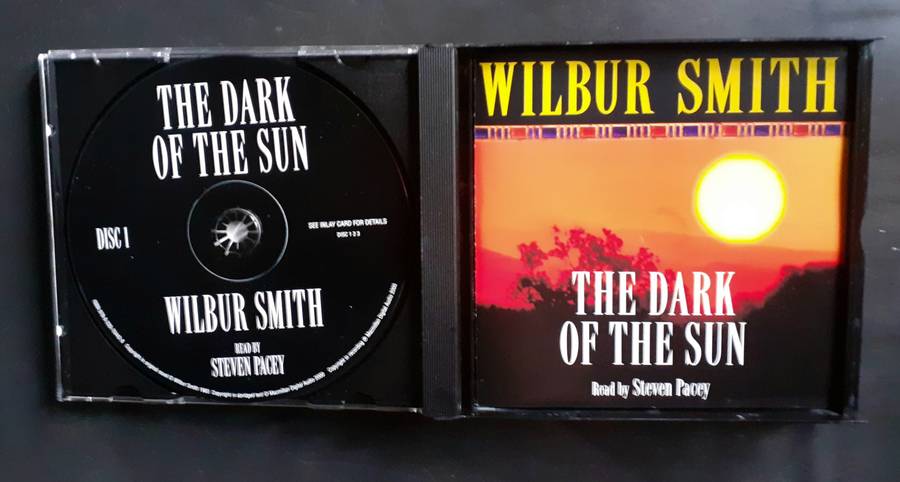 THE DARK
OF THE SUN
DISC 1
SEE INLAY CARD FOR DETAILS
DISC 1 2 3
WILBUR SMITH
READ BY
STEVEN PACEY
WILBUR SMITH
THE DARK
OF THE SUN
Read by Steven Pacey